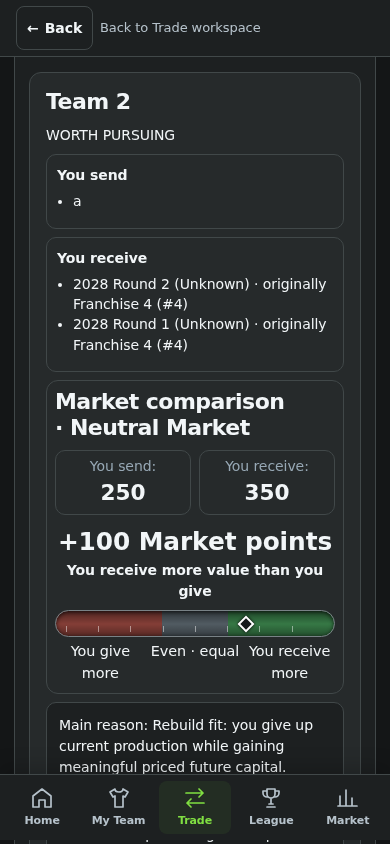 ← Back
Back to Trade workspace
Team 2
WORTH PURSUING
You send
• a
You receive
• 2028 Round 2 (Unknown) · originally
Franchise 4 (#4)
• 2028 Round 1 (Unknown) · originally
Franchise 4 (#4)
Market comparison
· Neutral Market
You send:
250
You receive:
350
+100 Market points
You receive more value than you
give
You give
more
Even · equal
You receive
more
Main reason: Rebuild fit: you give up
current production while gaining
meaningful priced future capital.
Home
My Team
Trade
League
Market